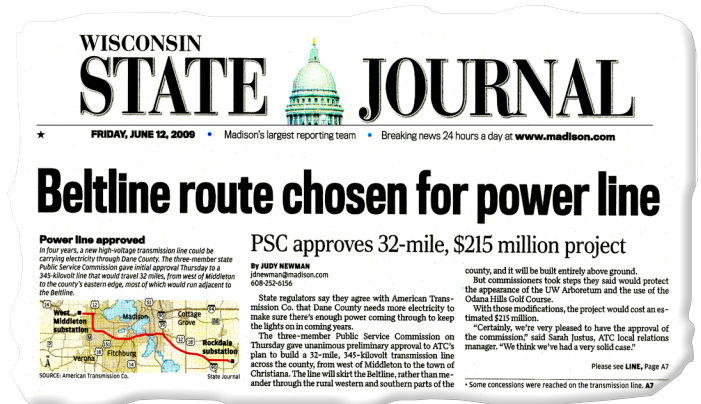 WISCONSIN
STATE JOURNAL
★ FRIDAY, JUNE 12, 2009 • Madison's largest reporting team • Breaking news 24 hours a day at www.madison.com
Beltline route chosen for power line
Power line approved
In four years, a new high-voltage transmission line could be
carrying electricity through Dane County. The three-member state
Public Service Commission gave initial approval Thursday to a
345-kilovolt line that would travel 32 miles, from west of Middleton
to the county's eastern edge, most of which would run adjacent
to the Beltline.
West
Middleton
substation
Madison
Cottage
Grove
Rockdale
substation
Verona
Fitchburg
SOURCE: American Transmission Co.
State Journal
PSC approves 32-mile, $215 million project
By JUDY NEWMAN
jdnewman@madison.com
608-252-6156
State regulators say they agree with American Trans-
mission Co. that Dane County needs more electricity to
make sure there's enough power coming through to keep
the lights on in coming years.
The three-member Public Service Commission on
Thursday gave unanimous preliminary approval to ATC's
plan to build a 32-mile, 345-kilovolt transmission line
across the county, from west of Middleton to the town of
Christiana. The line will skirt the Beltline, rather than me-
ander through the rural western and southern parts of the
county, and it will be built entirely above ground.
But commissioners took steps they said would protect
the appearance of the UW Arboretum and the use of the
Odana Hills Golf Course.
With those modifications, the project would cost an es-
timated $215 million.
"Certainly, we're very pleased to have the approval of
the commission," said Sarah Justus, ATC local relations
manager. "We think we've had a very solid case."
Please see LINE, Page A7
• Some concessions were reached on the transmission line. A7